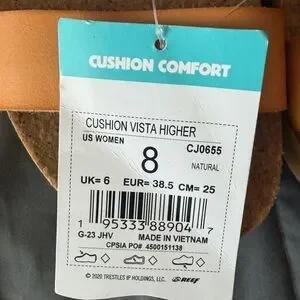 CUSHION COMFORT
CUSHION VISTA HIGHER
US WOMEN 8 CJ0655
NATURAL
UK= 6 EUR= 38.5 CM= 25
1 95333 88904 7
G-23 JHV MADE IN VIETNAM
CPSIA PO# 4500151138
© 2020 TRESTLES IP HOLDINGS, LLC. REEF